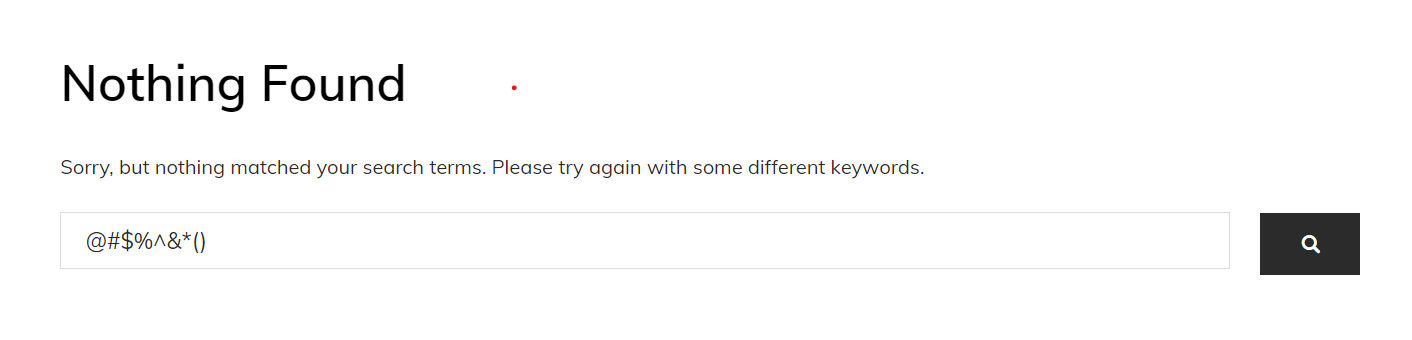 Nothing Found
Sorry, but nothing matched your search terms. Please try again with some different keywords.
@#$%^&*()